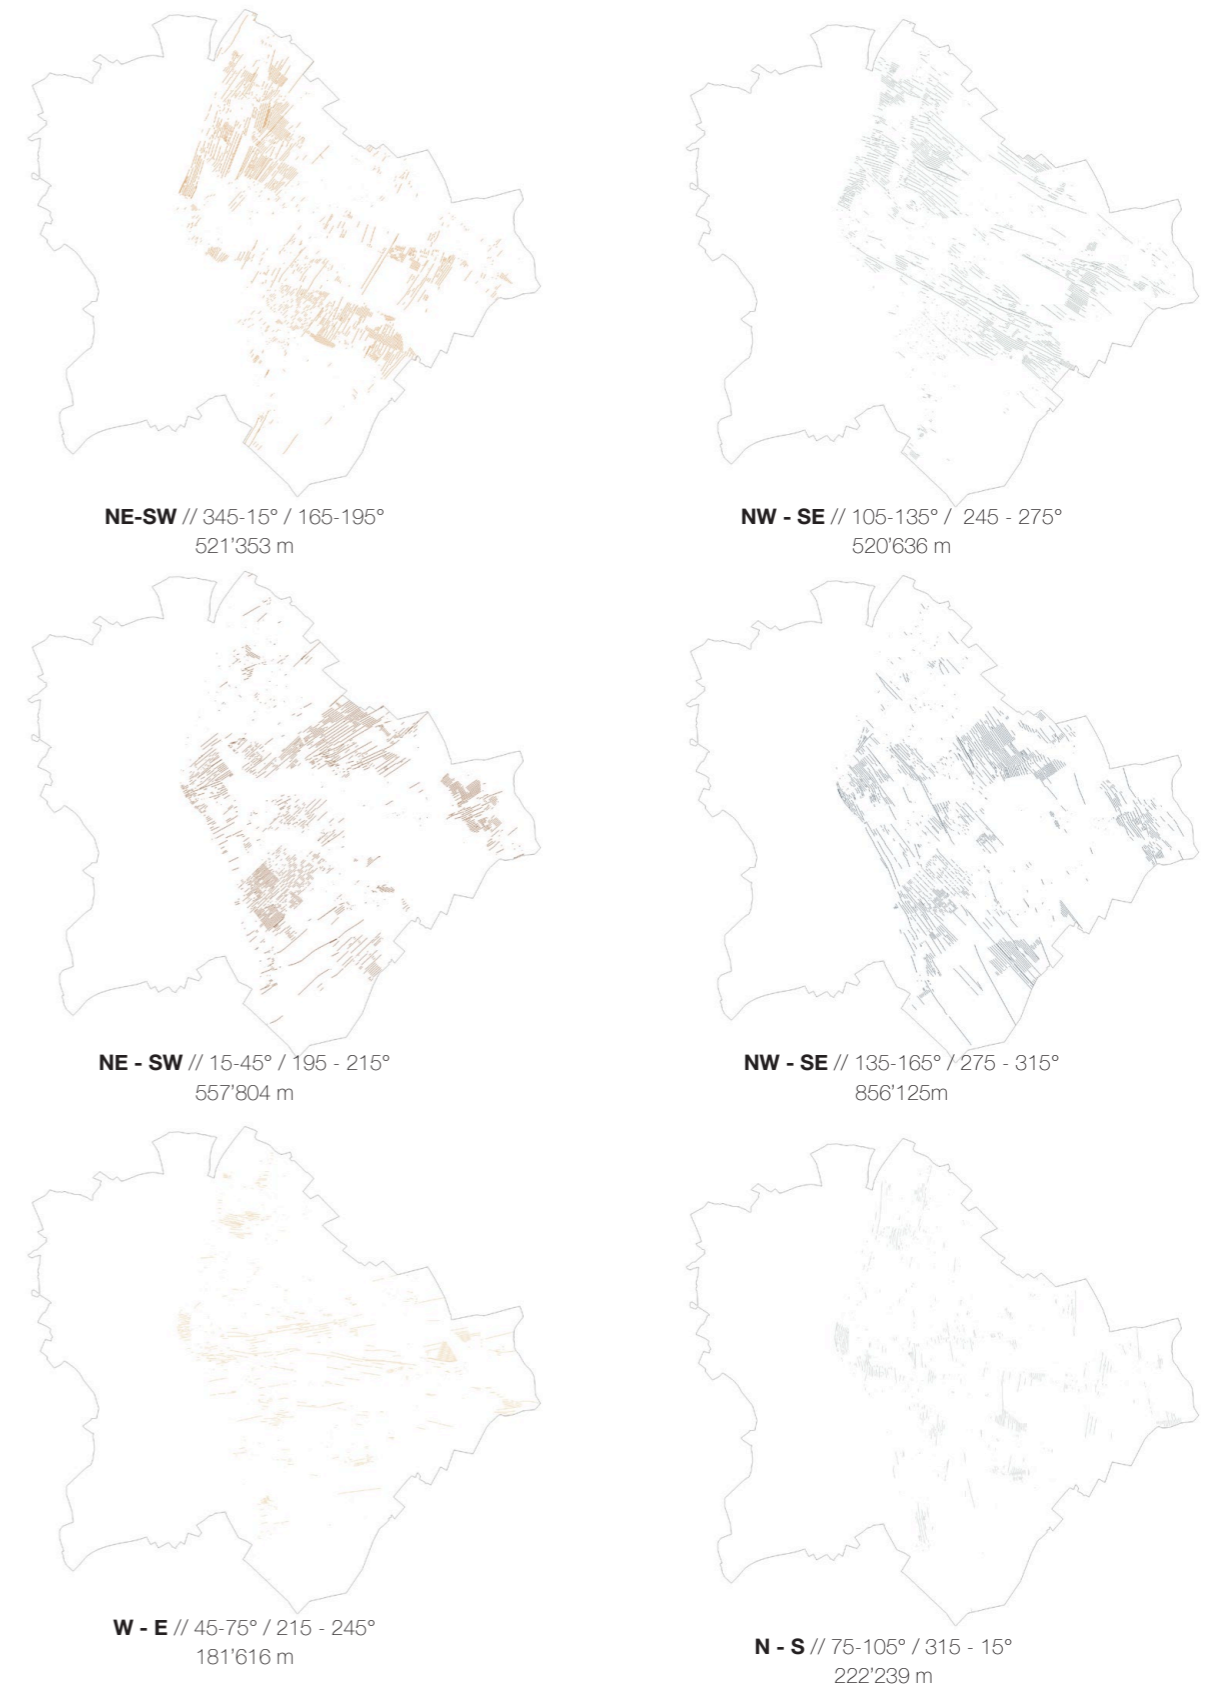 NE-SW // 345-15° / 165-195°
521’353 m
NW - SE // 105-135° /  245 - 275°
520’636 m
NE - SW // 15-45° / 195 - 215°
557’804 m
NW - SE // 135-165° / 275 - 315°
856’125m
W - E // 45-75° / 215 - 245°
181’616 m
N - S // 75-105° / 315 - 15°
222’239 m